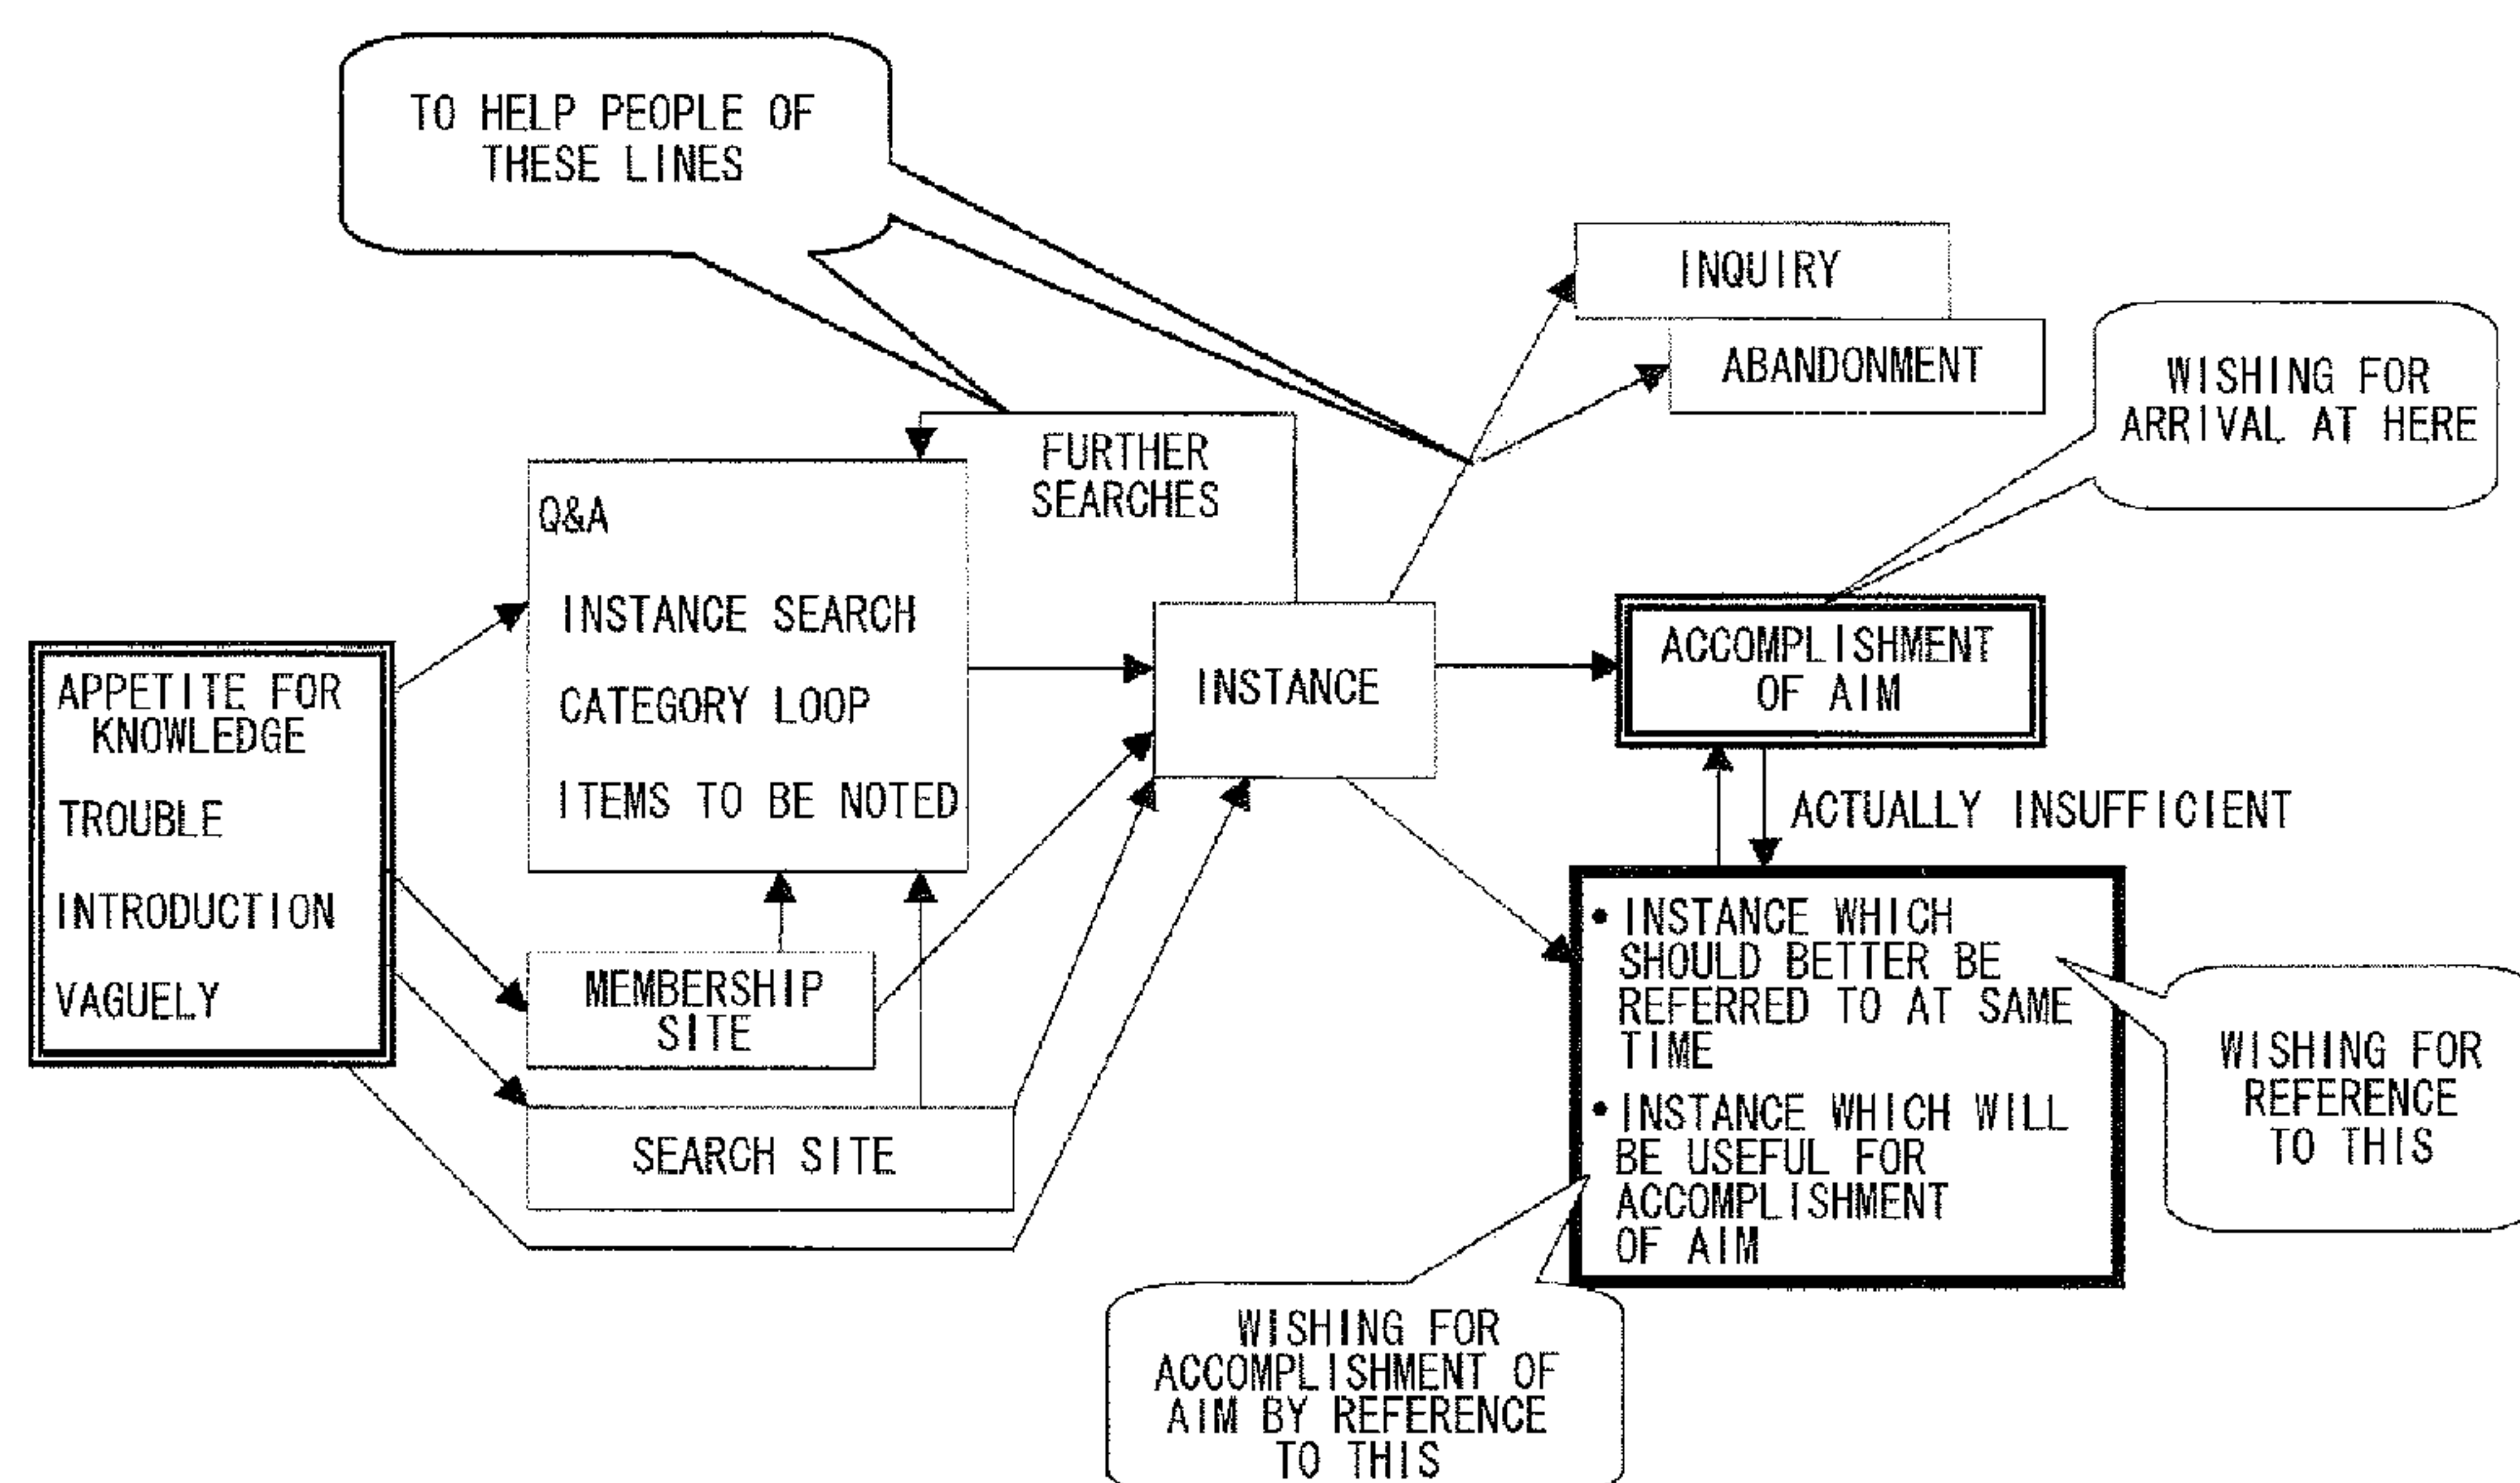 TO HELP PEOPLE OF
THESE LINES
INQUIRY
ABANDONMENT
WISHING FOR
ARRIVAL AT HERE
FURTHER
SEARCHES
Q&A
INSTANCE SEARCH
CATEGORY LOOP
ITEMS TO BE NOTED
APPETITE FOR
KNOWLEDGE
TROUBLE
INTRODUCTION
VAGUELY
INSTANCE
ACCOMPLISHMENT
OF AIM
ACTUALLY INSUFFICIENT
MEMBERSHIP
SITE
SEARCH SITE
• INSTANCE WHICH
SHOULD BETTER BE
REFERRED TO AT SAME
TIME
• INSTANCE WHICH WILL
BE USEFUL FOR
ACCOMPLISHMENT
OF AIM
WISHING FOR
REFERENCE
TO THIS
WISHING FOR
ACCOMPLISHMENT OF
AIM BY REFERENCE
TO THIS